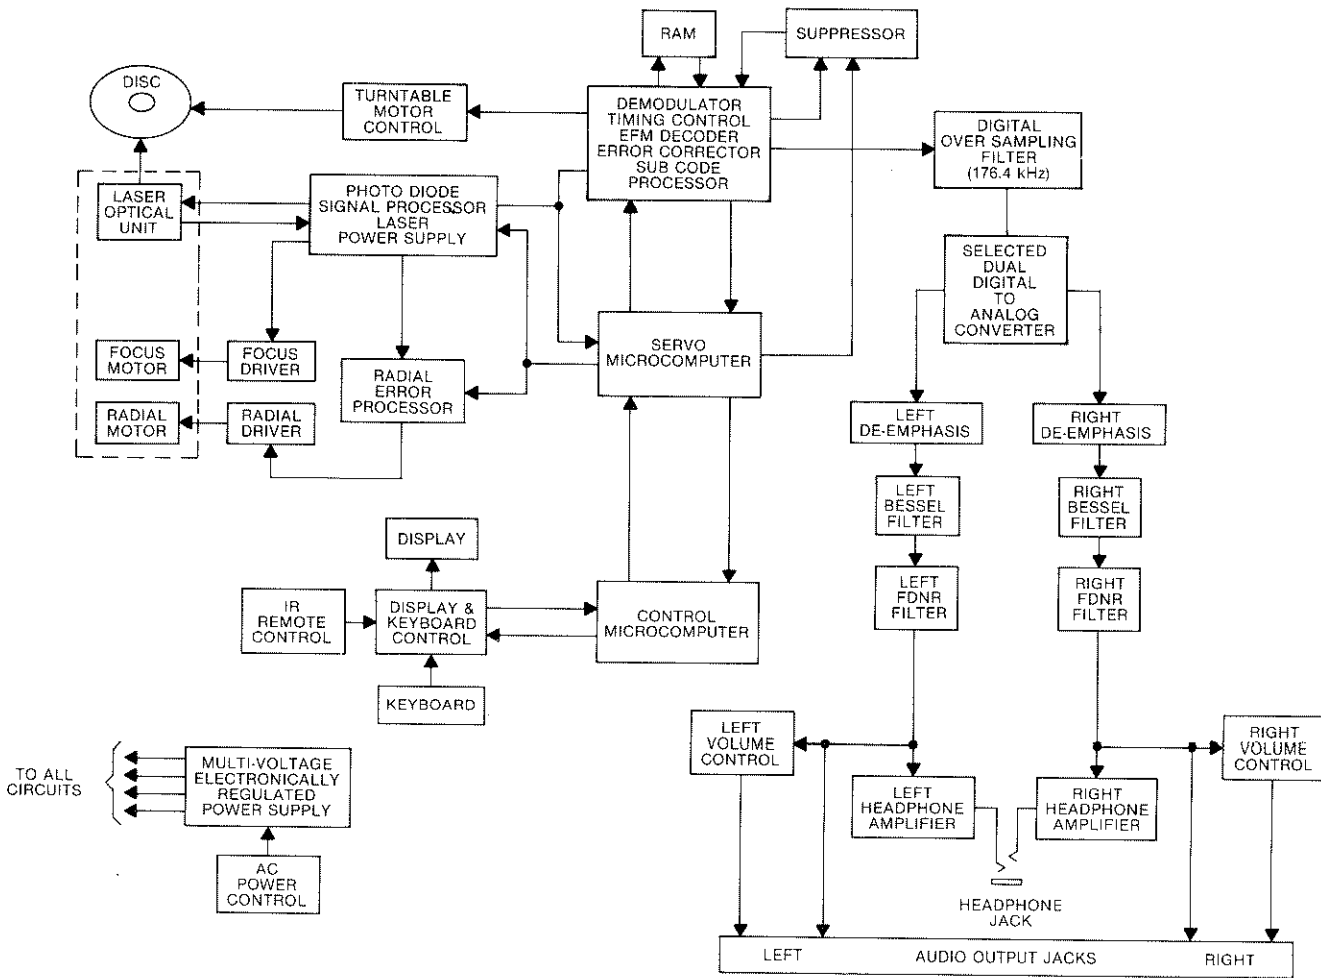 RAM
SUPPRESSOR
DISC
TURNTABLE
MOTOR
CONTROL
DEMODULATOR
TIMING CONTROL
EFM DECODER
ERROR CORRECTOR
SUB CODE
PROCESSOR
DIGITAL
OVER SAMPLING
FILTER
(176.4 kHz)
LASER
OPTICAL
UNIT
PHOTO DIODE
SIGNAL PROCESSOR
LASER
POWER SUPPLY
SELECTED
DUAL
DIGITAL
TO
ANALOG
CONVERTER
FOCUS
MOTOR
FOCUS
DRIVER
RADIAL
ERROR
PROCESSOR
SERVO
MICROCOMPUTER
RADIAL
MOTOR
RADIAL
DRIVER
LEFT
DE-EMPHASIS
RIGHT
DE-EMPHASIS
LEFT
BESSEL
FILTER
RIGHT
BESSEL
FILTER
DISPLAY
IR
REMOTE
CONTROL
DISPLAY &
KEYBOARD
CONTROL
CONTROL
MICROCOMPUTER
LEFT
FDNR
FILTER
RIGHT
FDNR
FILTER
KEYBOARD
LEFT
VOLUME
CONTROL
RIGHT
VOLUME
CONTROL
TO ALL
CIRCUITS
MULTI-VOLTAGE
ELECTRONICALLY
REGULATED
POWER SUPPLY
LEFT
HEADPHONE
AMPLIFIER
RIGHT
HEADPHONE
AMPLIFIER
AC
POWER
CONTROL
HEADPHONE
JACK
LEFT AUDIO OUTPUT JACKS RIGHT